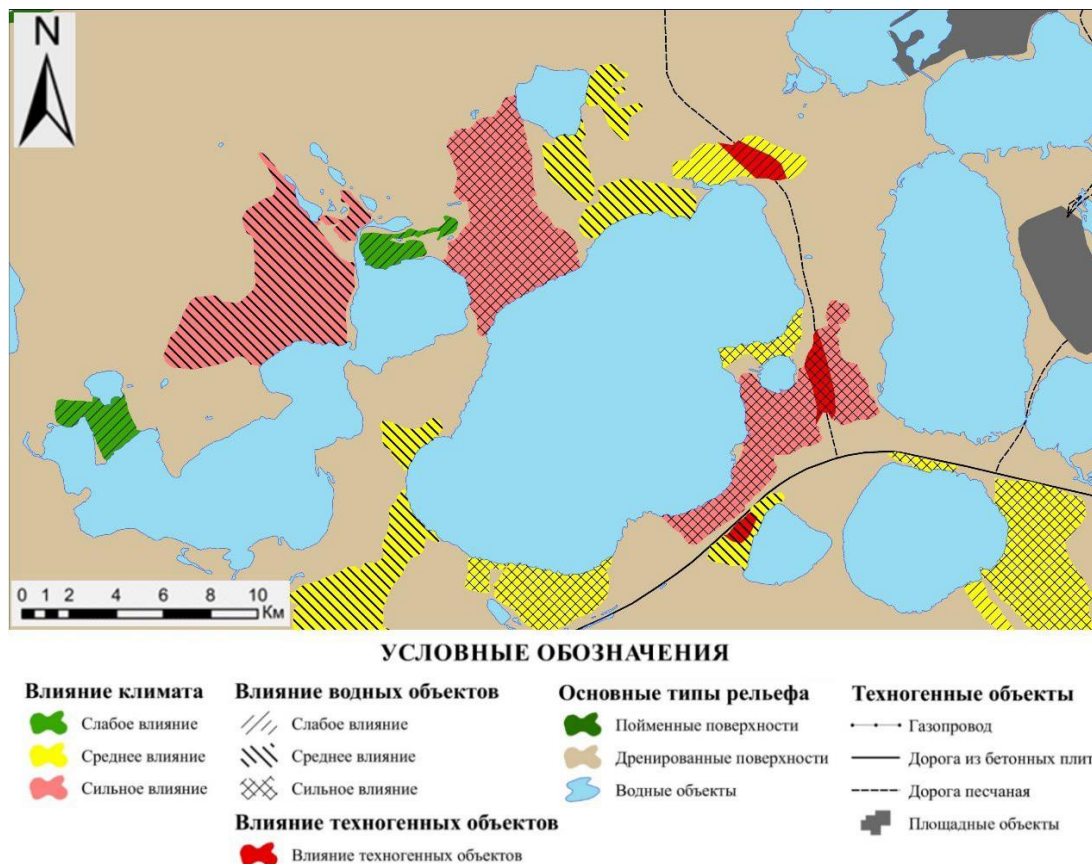 N
0 1 2 4 6 8 10
Км
УСЛОВНЫЕ ОБОЗНАЧЕНИЯ
Влияние климата
Слабое влияние
Среднее влияние
Сильное влияние
Влияние водных объектов
Слабое влияние
Среднее влияние
Сильное влияние
Влияние техногенных объектов
Влияние техногенных объектов
Основные типы рельефа
Пойменные поверхности
Дренированные поверхности
Водные объекты
Техногенные объекты
Газопровод
Дорога из бетонных плит
Дорога песчаная
Площадные объекты